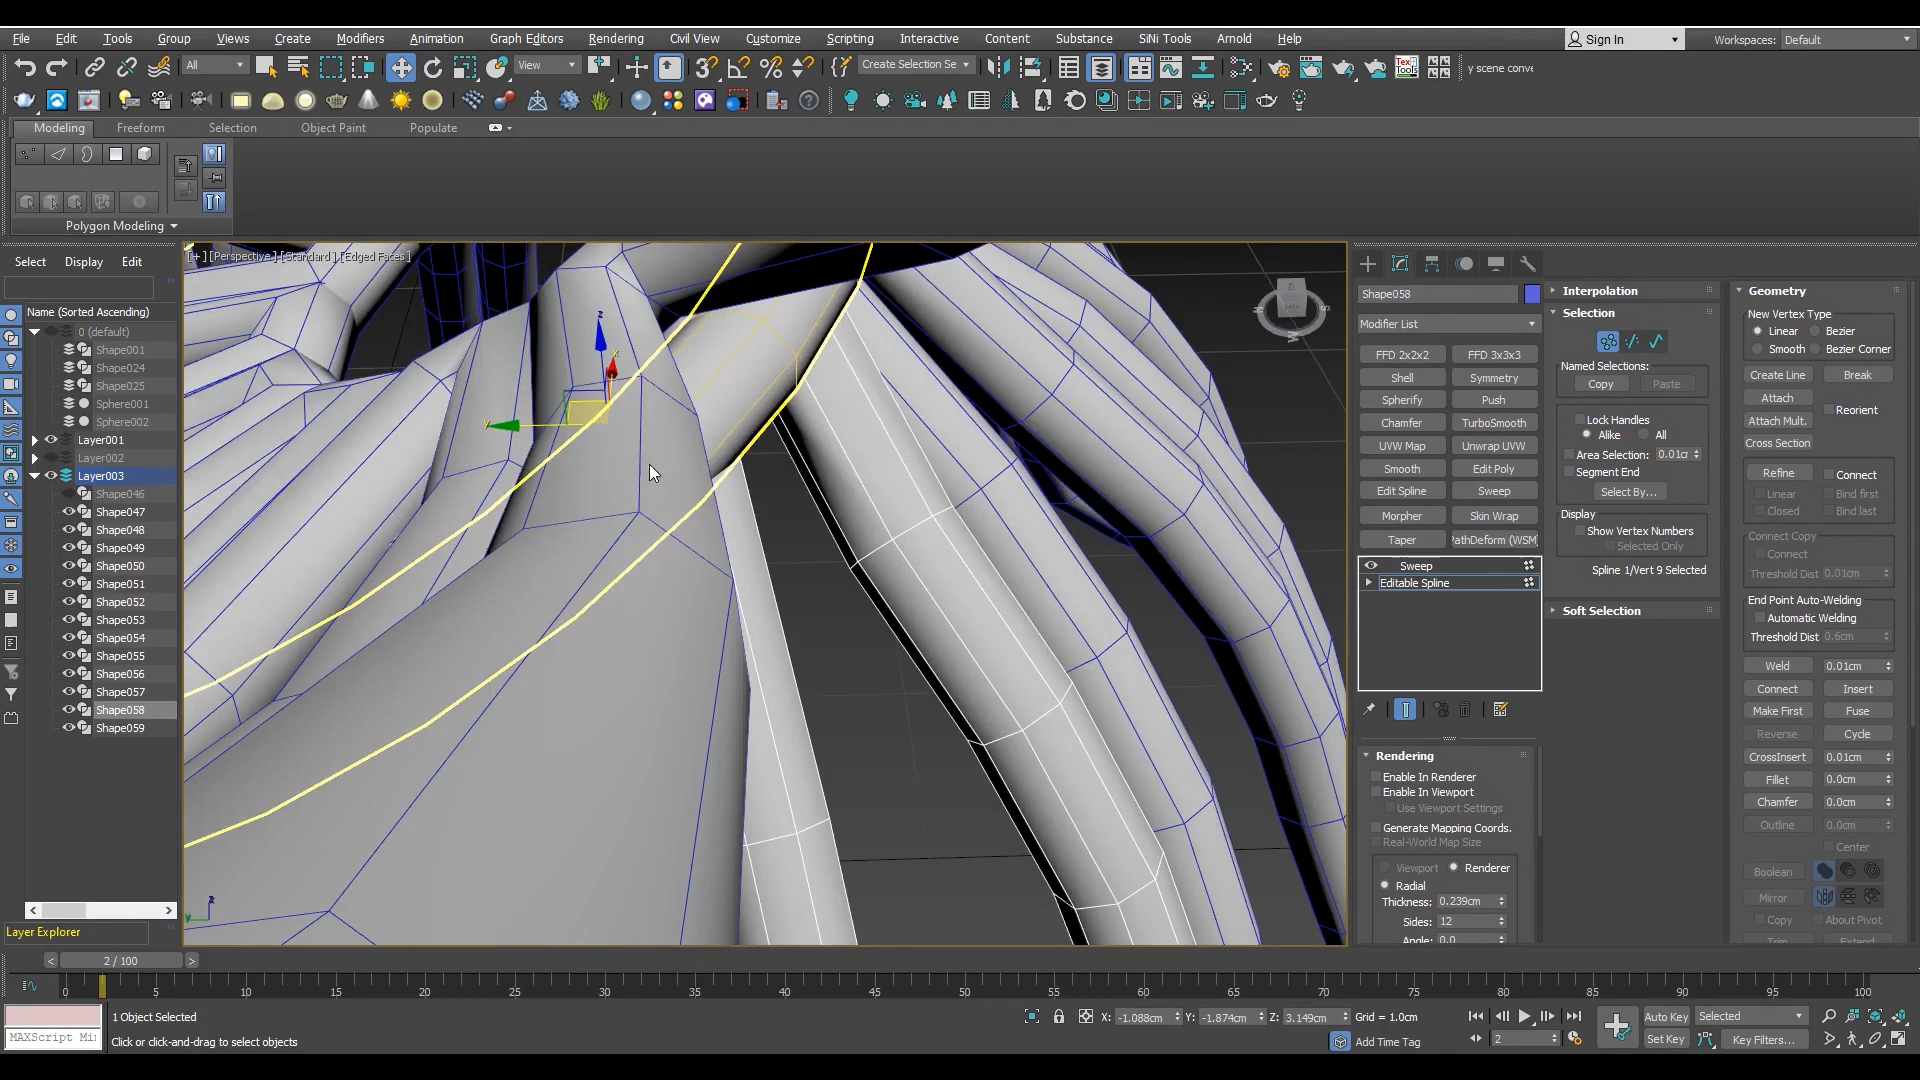 File Edit Tools Group Views Create Modifiers Animation Graph Editors Rendering Civil View Customize Scripting Interactive Content Substance SiNi Tools Arnold Help
Sign In Workspaces: Default
All View Create Selection Se y scene conve
Modeling Freeform Selection Object Paint Populate
Polygon Modeling
Select Display Edit
Name (Sorted Ascending)
0 (default)
Shape001
Shape024
Shape025
Sphere001
Sphere002
Layer001
Layer002
Layer003
Shape046
Shape047
Shape048
Shape049
Shape050
Shape051
Shape052
Shape053
Shape054
Shape055
Shape056
Shape057
Shape058
Shape059
Layer Explorer
[+] [Perspective] [Standard] [Edged Faces]
z
y
Shape058
Modifier List
FFD 2x2x2 FFD 3x3x3
Shell Symmetry
Spherify Push
Chamfer TurboSmooth
UVW Map Unwrap UVW
Smooth Edit Poly
Edit Spline Sweep
Morpher Skin Wrap
Taper PathDeform (WSM)
Sweep
Editable Spline
Rendering
Enable In Renderer
Enable In Viewport
Use Viewport Settings
Generate Mapping Coords.
Real-World Map Size
Viewport Renderer
Radial
Thickness: 0.239cm
Sides: 12
Angle: 0.0
Interpolation
Selection
Named Selections:
Copy Paste
Lock Handles
Alike All
Area Selection: 0.01cr
Segment End
Select By...
Display
Show Vertex Numbers
Selected Only
Spline 1/Vert 9 Selected
Soft Selection
Geometry
New Vertex Type
Linear Bezier
Smooth Bezier Corner
Create Line Break
Attach Reorient
Attach Mult.
Cross Section
Refine Connect
Linear Bind first
Closed Bind last
Connect Copy
Connect
Threshold Dist 0.01cm
End Point Auto-Welding
Automatic Welding
Threshold Dist 0.6cm
Weld 0.01cm
Connect Insert
Make First Fuse
Reverse Cycle
CrossInsert 0.01cm
Fillet 0.0cm
Chamfer 0.0cm
Outline 0.0cm
Center
Boolean
Mirror
Copy About Pivot
Trim Extend
< 2 / 100 >
0 5 10 15 20 25 30 35 40 45 50 55 60 65 70 75 80 85 90 95 100
1 Object Selected X: -1.088cm Y: -1.874cm Z: 3.149cm Grid = 1.0cm Auto Key Selected
MAXScript Mi Click or click-and-drag to select objects Add Time Tag 2 Set Key Key Filters...